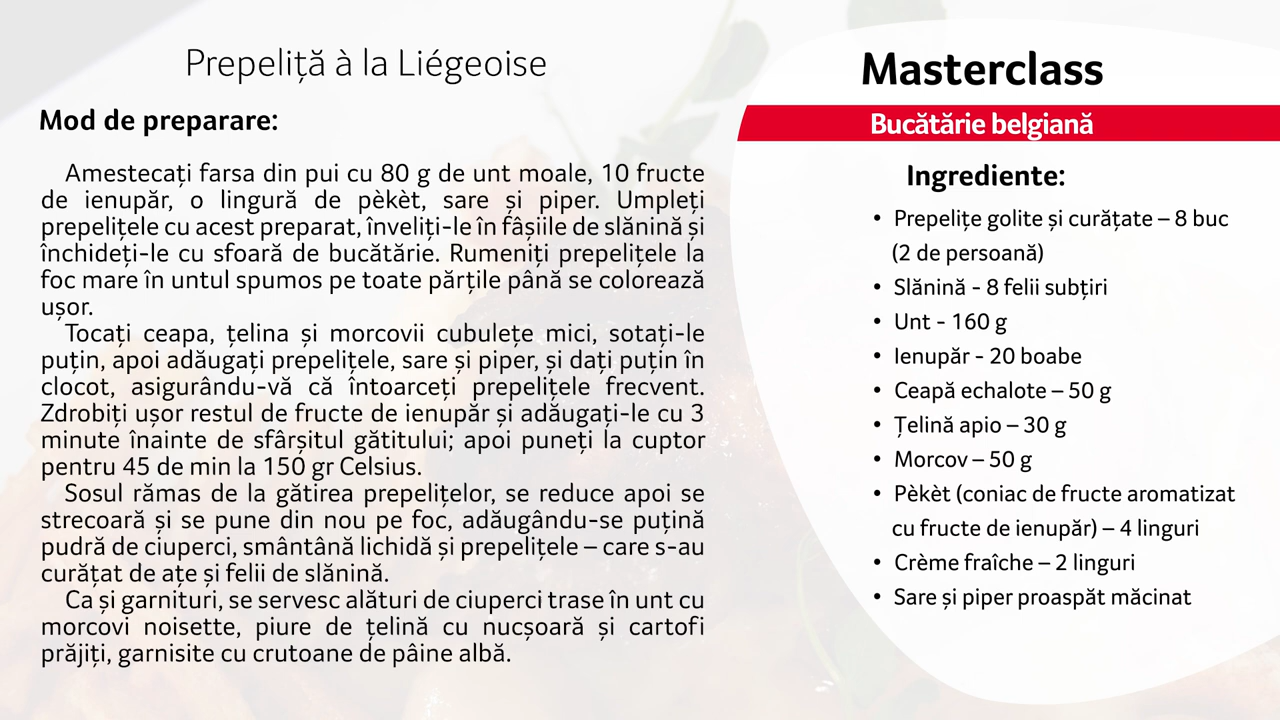 Prepeliță à la Liégeoise
Mod de preparare:
Amestecați farsa din pui cu 80 g de unt moale, 10 fructe
de ienupăr, o lingură de pèkèt, sare și piper. Umpleți
prepelițele cu acest preparat, înveliți-le în fâșiile de slănină și
închideți-le cu sfoară de bucătărie. Rumeniți prepelițele la
foc mare în untul spumos pe toate părțile până se colorează
ușor.
Tocați ceapa, țelina și morcovii cubulețe mici, sotați-le
puțin, apoi adăugați prepelițele, sare și piper, și dați puțin în
clocot, asigurându-vă că întoarceți prepelițele frecvent.
Zdrobiți ușor restul de fructe de ienupăr și adăugați-le cu 3
minute înainte de sfârșitul gătitului; apoi puneți la cuptor
pentru 45 de min la 150 gr Celsius.
Sosul rămas de la gătirea prepelițelor, se reduce apoi se
strecoară și se pune din nou pe foc, adăugându-se puțină
pudră de ciuperci, smântână lichidă și prepelițele – care s-au
curățat de ațe și felii de slănină.
Ca și garnituri, se servesc alături de ciuperci trase în unt cu
morcovi noisette, piure de țelină cu nucșoară și cartofi
prăjiți, garnisite cu crutoane de pâine albă.
Masterclass
Bucătărie belgiană
Ingrediente:
• Prepelițe golite și curățate – 8 buc
(2 de persoană)
• Slănină - 8 felii subțiri
• Unt - 160 g
• Ienupăr - 20 boabe
• Ceapă echalote – 50 g
• Țelină apio – 30 g
• Morcov – 50 g
• Pèkèt (coniac de fructe aromatizat
cu fructe de ienupăr) – 4 linguri
• Crème fraîche – 2 linguri
• Sare și piper proaspăt măcinat